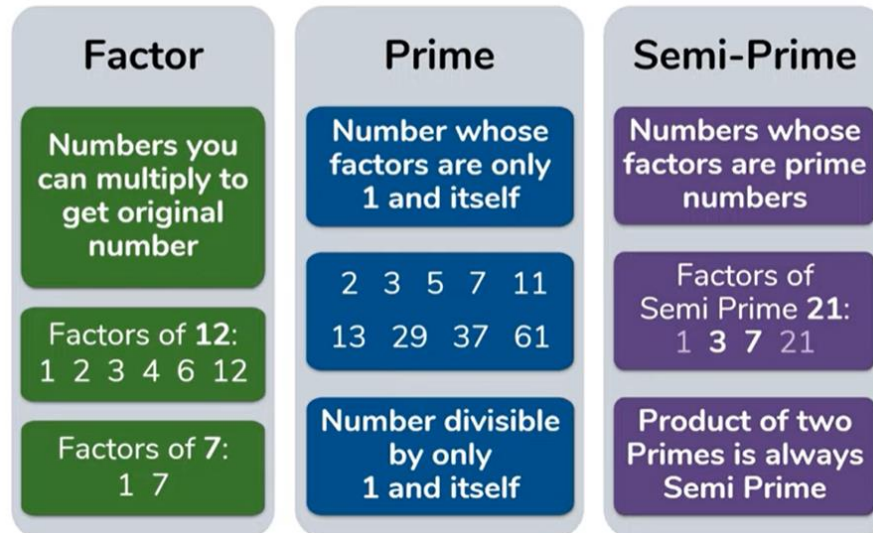 Factor
Numbers you
can multiply to
get original
number
Factors of 12:
1 2 3 4 6 12
Factors of 7:
1 7
Prime
Number whose
factors are only
1 and itself
2 3 5 7 11
13 29 37 61
Number divisible
by only
1 and itself
Semi-Prime
Numbers whose
factors are prime
numbers
Factors of
Semi Prime 21:
1 3 7 21
Product of two
Primes is always
Semi Prime